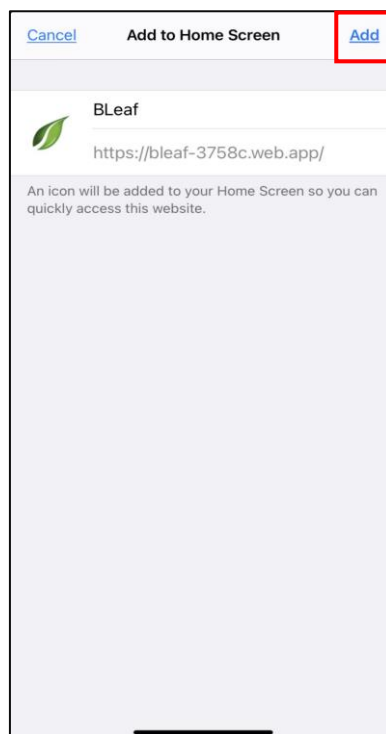 Cancel Add to Home Screen Add
BLeaf
https://bleaf-3758c.web.app/
An icon will be added to your Home Screen so you can
quickly access this website.